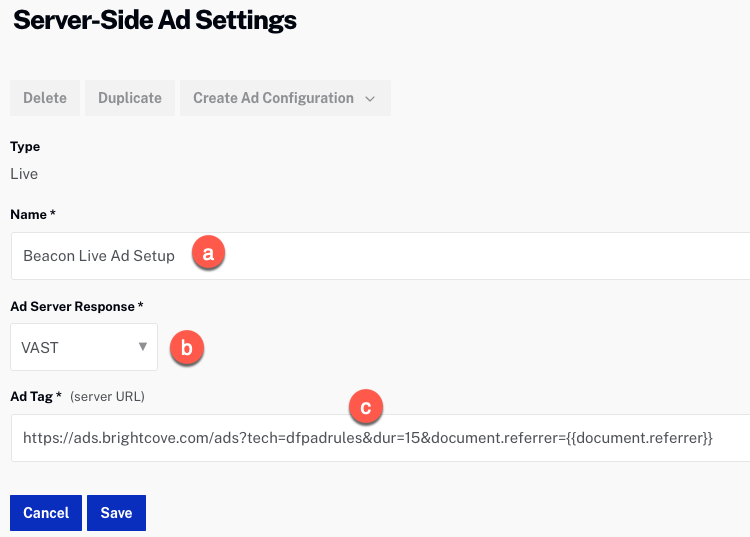 Server-Side Ad Settings
Delete Duplicate Create Ad Configuration
Type
Live
Name *
Beacon Live Ad Setup a
Ad Server Response *
VAST b
Ad Tag * (server URL) c
https://ads.brightcove.com/ads?tech=dfpadrules&dur=15&document.referrer={{document.referrer}}
Cancel Save